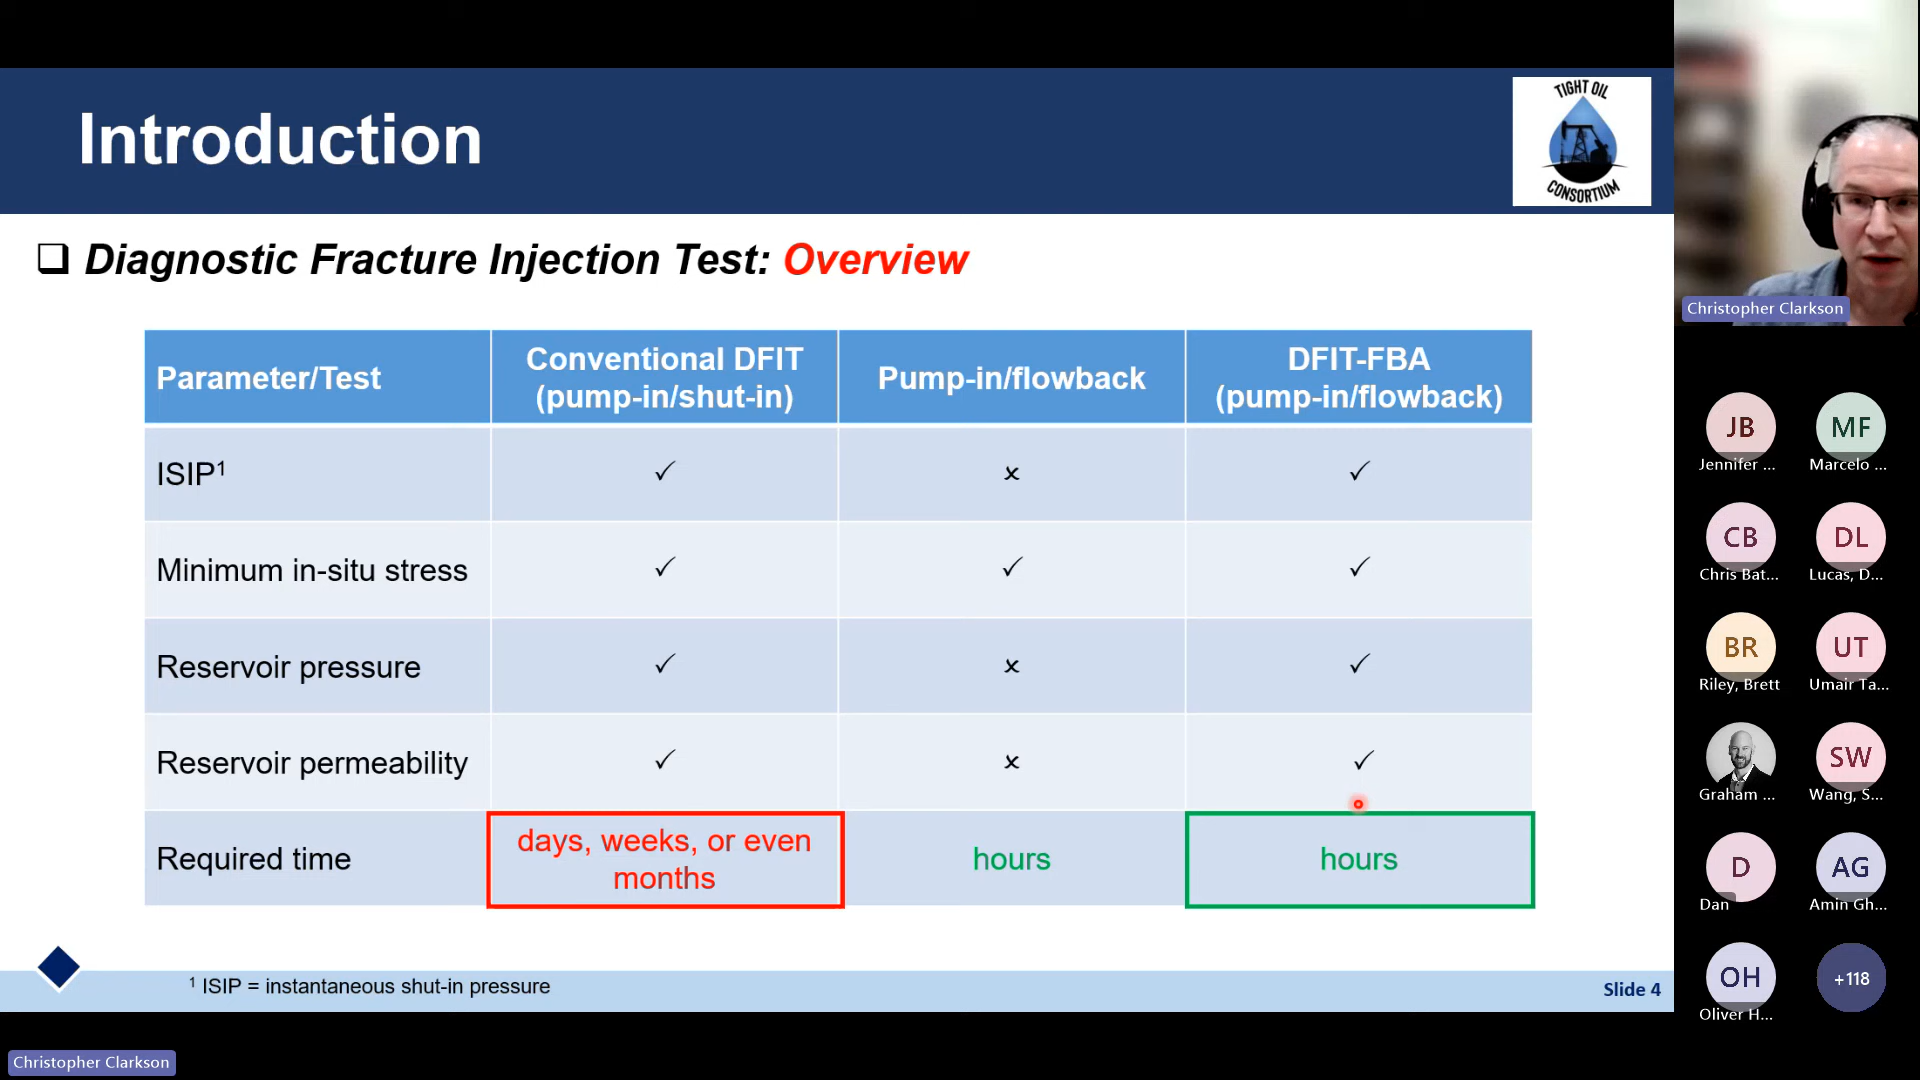 Introduction
TIGHT OIL
CONSORTIUM
Diagnostic Fracture Injection Test: Overview
Parameter/Test
Conventional DFIT
(pump-in/shut-in)
Pump-in/flowback
DFIT-FBA
(pump-in/flowback)
ISIP¹
✓
×
✓
Minimum in-situ stress
✓
✓
✓
Reservoir pressure
✓
×
✓
Reservoir permeability
✓
×
✓
Required time
days, weeks, or even
months
hours
hours
¹ ISIP = instantaneous shut-in pressure
Slide 4
Christopher Clarkson
Christopher Clarkson
JB
Jennifer ...
MF
Marcelo ...
CB
Chris Bat...
DL
Lucas, D...
BR
Riley, Brett
UT
Umair Ta...
Graham ...
SW
Wang, S...
D
Dan
AG
Amin Gh...
OH
Oliver H...
+118